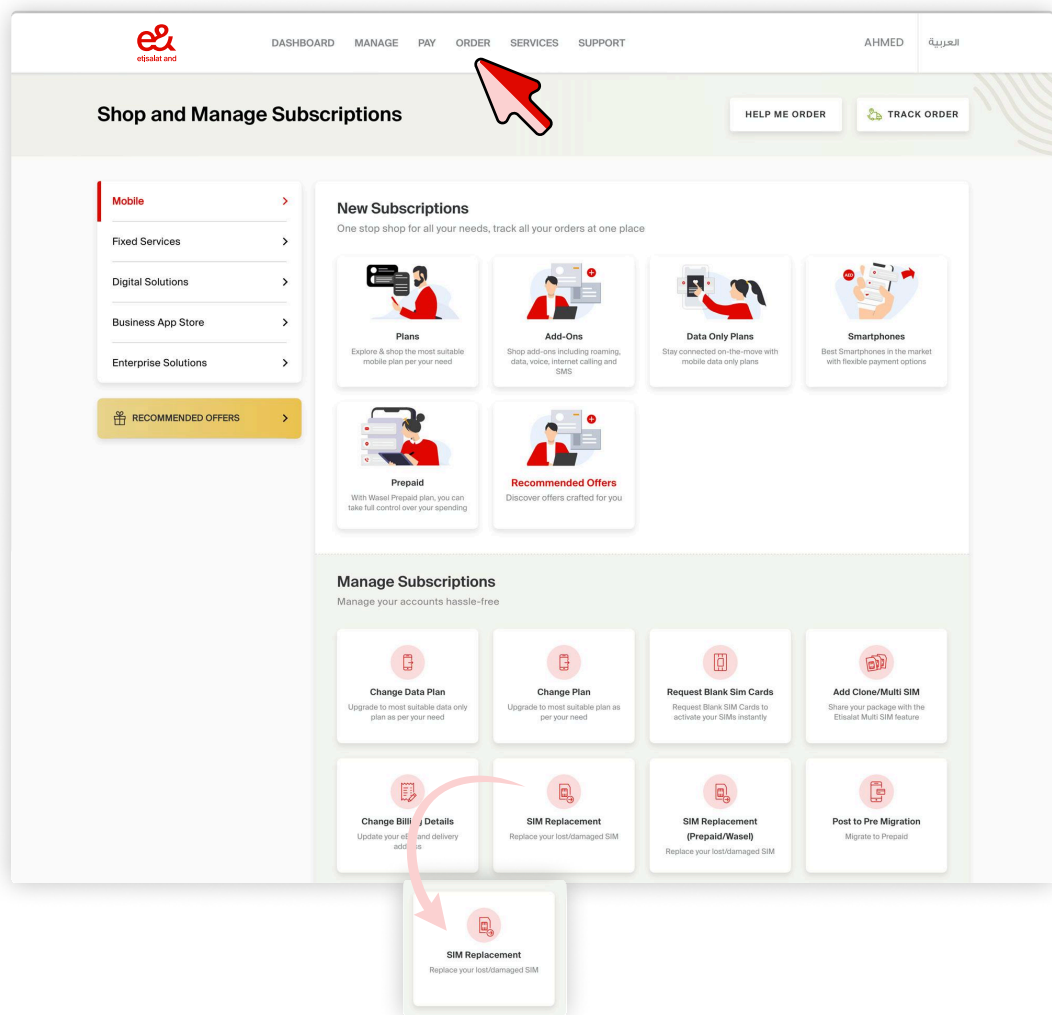 e&
etisalat and
DASHBOARD MANAGE PAY ORDER SERVICES SUPPORT
AHMED
العربية
Shop and Manage Subscriptions
HELP ME ORDER
TRACK ORDER
Mobile
Fixed Services
Digital Solutions
Business App Store
Enterprise Solutions
RECOMMENDED OFFERS
New Subscriptions
One stop shop for all your needs, track all your orders at one place
Plans
Explore & shop the most suitable
mobile plan per your need
Add-Ons
Shop add-ons including roaming,
data, voice, internet calling and
SMS
Data Only Plans
Stay connected on-the-move with
mobile data only plans
AED
Smartphones
Best Smartphones in the market
with flexible payment options
Prepaid
With Wasel Prepaid plan, you can
take full control over your spending
Recommended Offers
Discover offers crafted for you
Manage Subscriptions
Manage your accounts hassle-free
Change Data Plan
Upgrade to most suitable data only
plan as per your need
Change Plan
Upgrade to most suitable plan as
per your need
Request Blank Sim Cards
Request Blank SIM Cards to
activate your SIMs instantly
Add Clone/Multi SIM
Share your package with the
Etisalat Multi SIM feature
Change Details
Update your and delivery
SIM Replacement
Replace your lost/damaged SIM
SIM Replacement
(Prepaid/Wasel)
Replace your lost/damaged SIM
Post to Pre Migration
Migrate to Prepaid
SIM Replacement
Replace your lost/damaged SIM